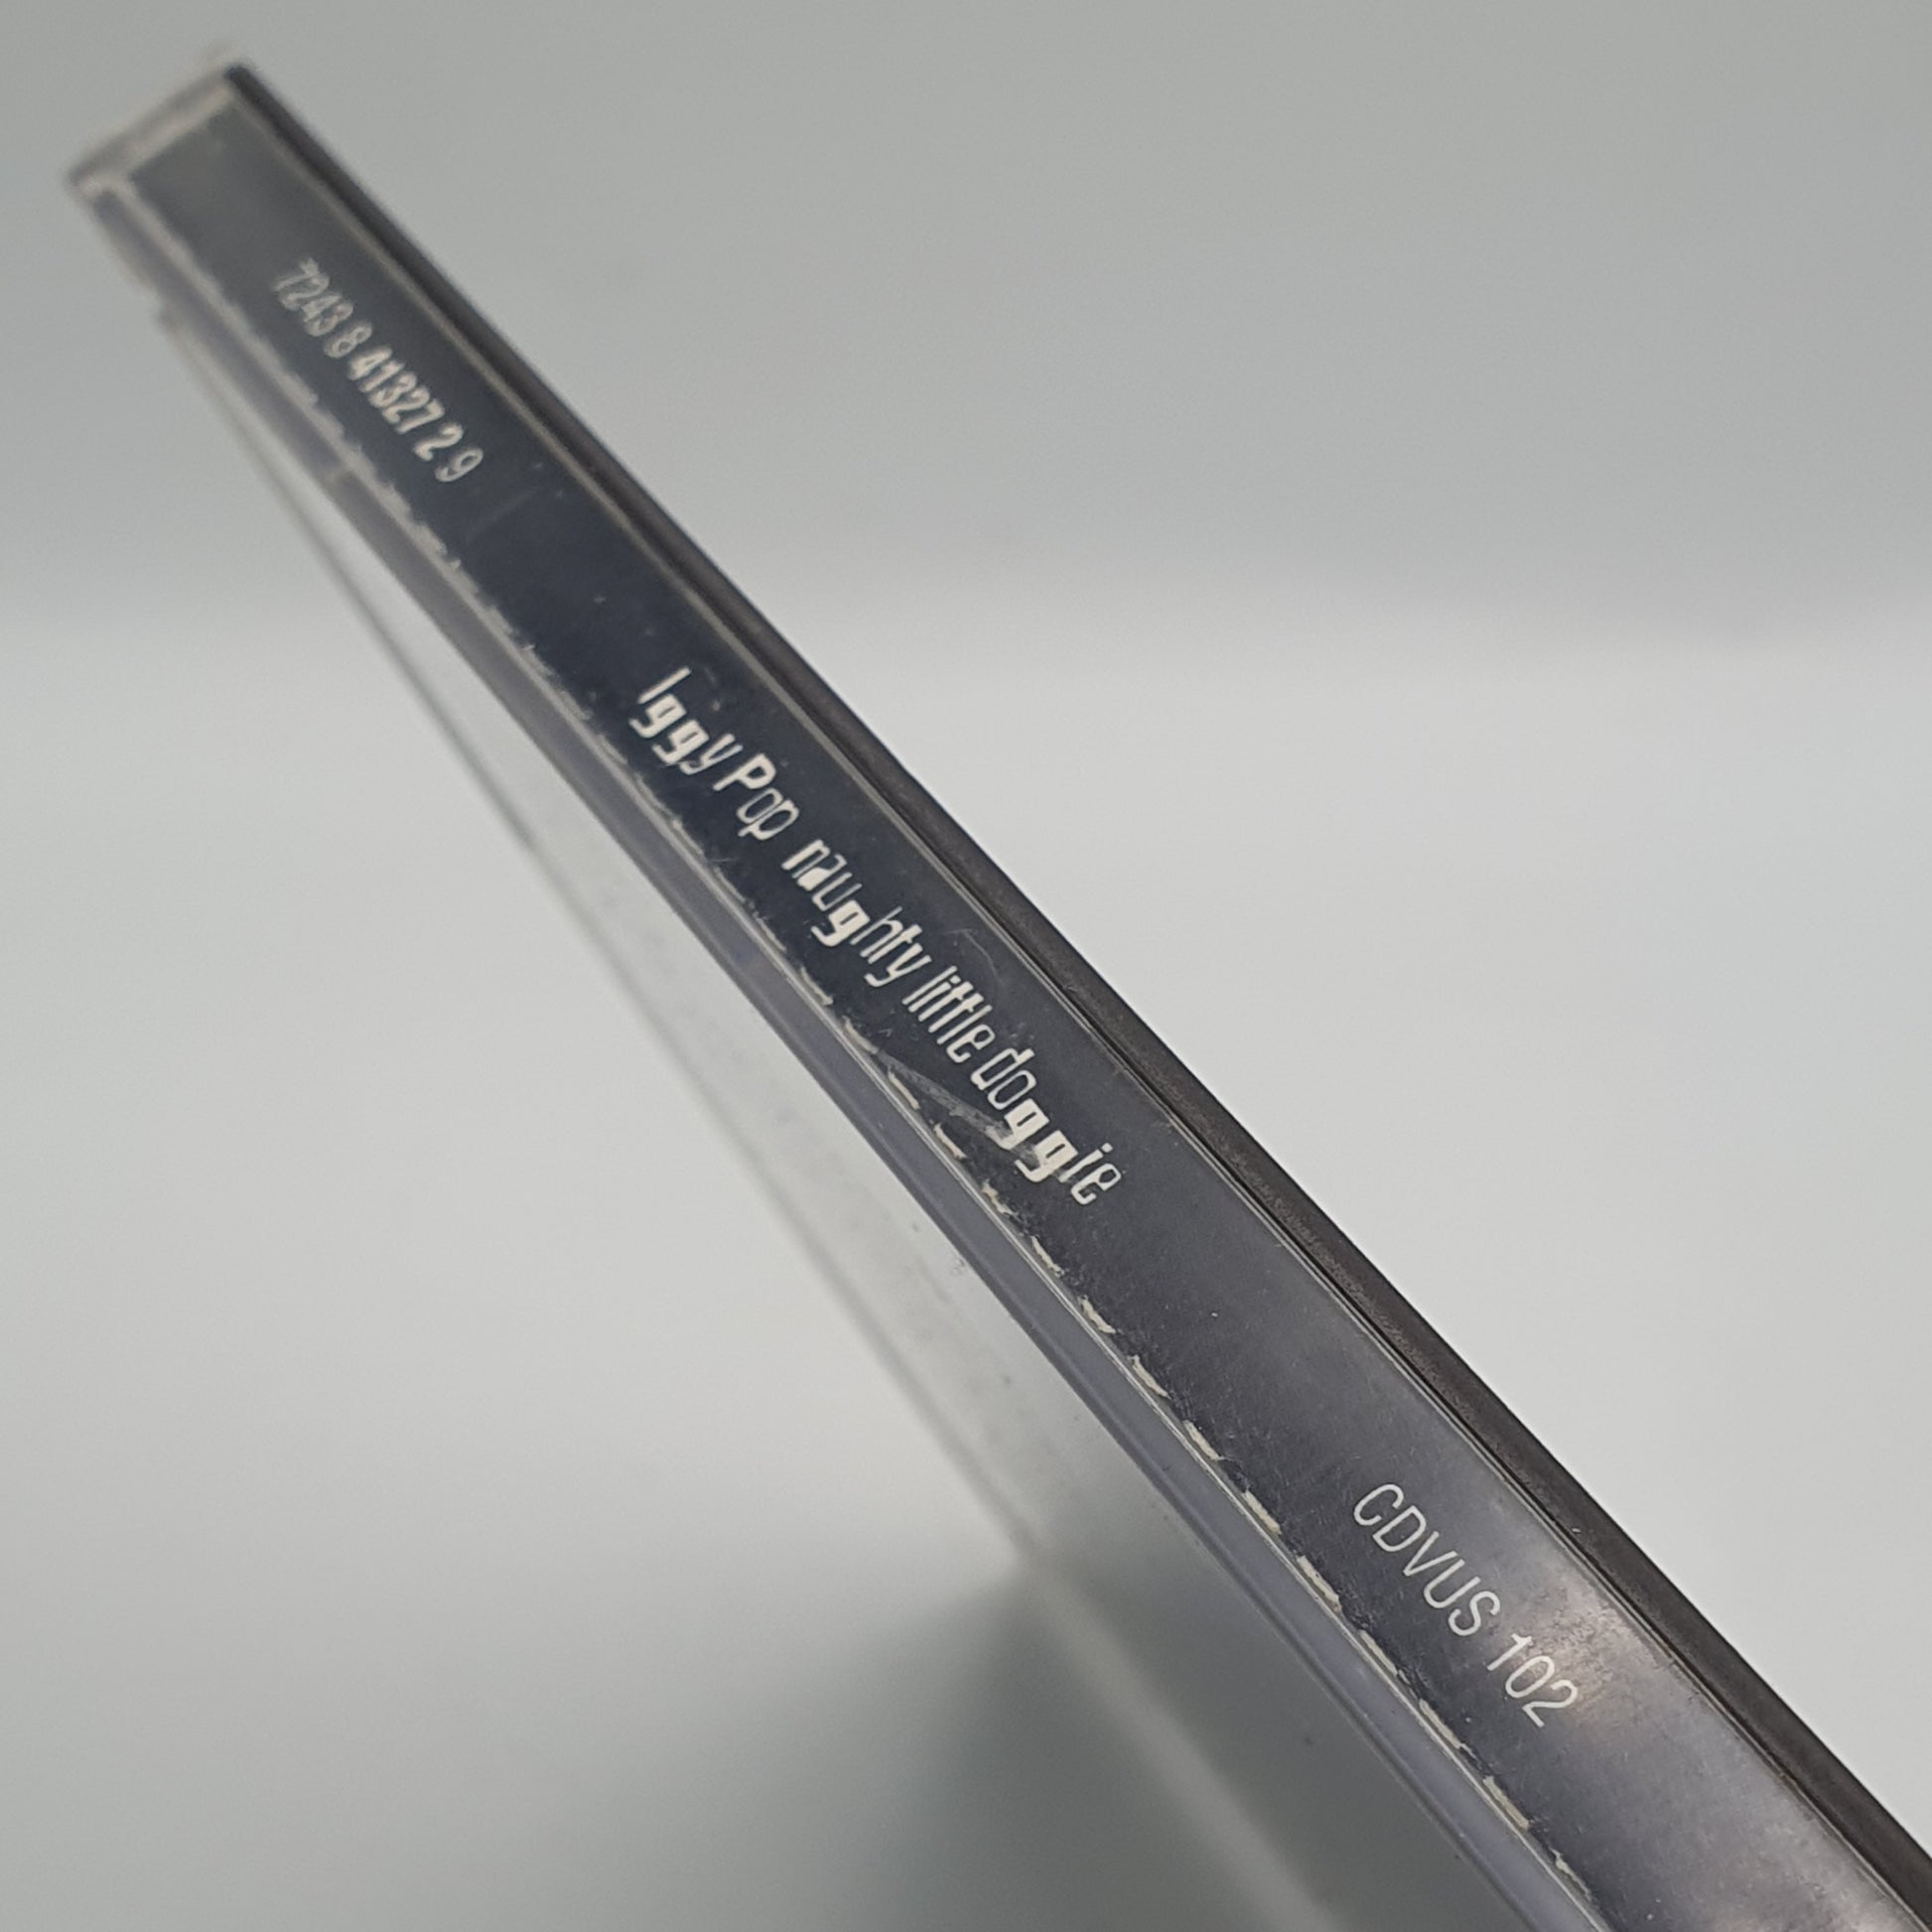 7243 8 41327 2 9
Iggy Pop naughty little doggie
CDVUS 102